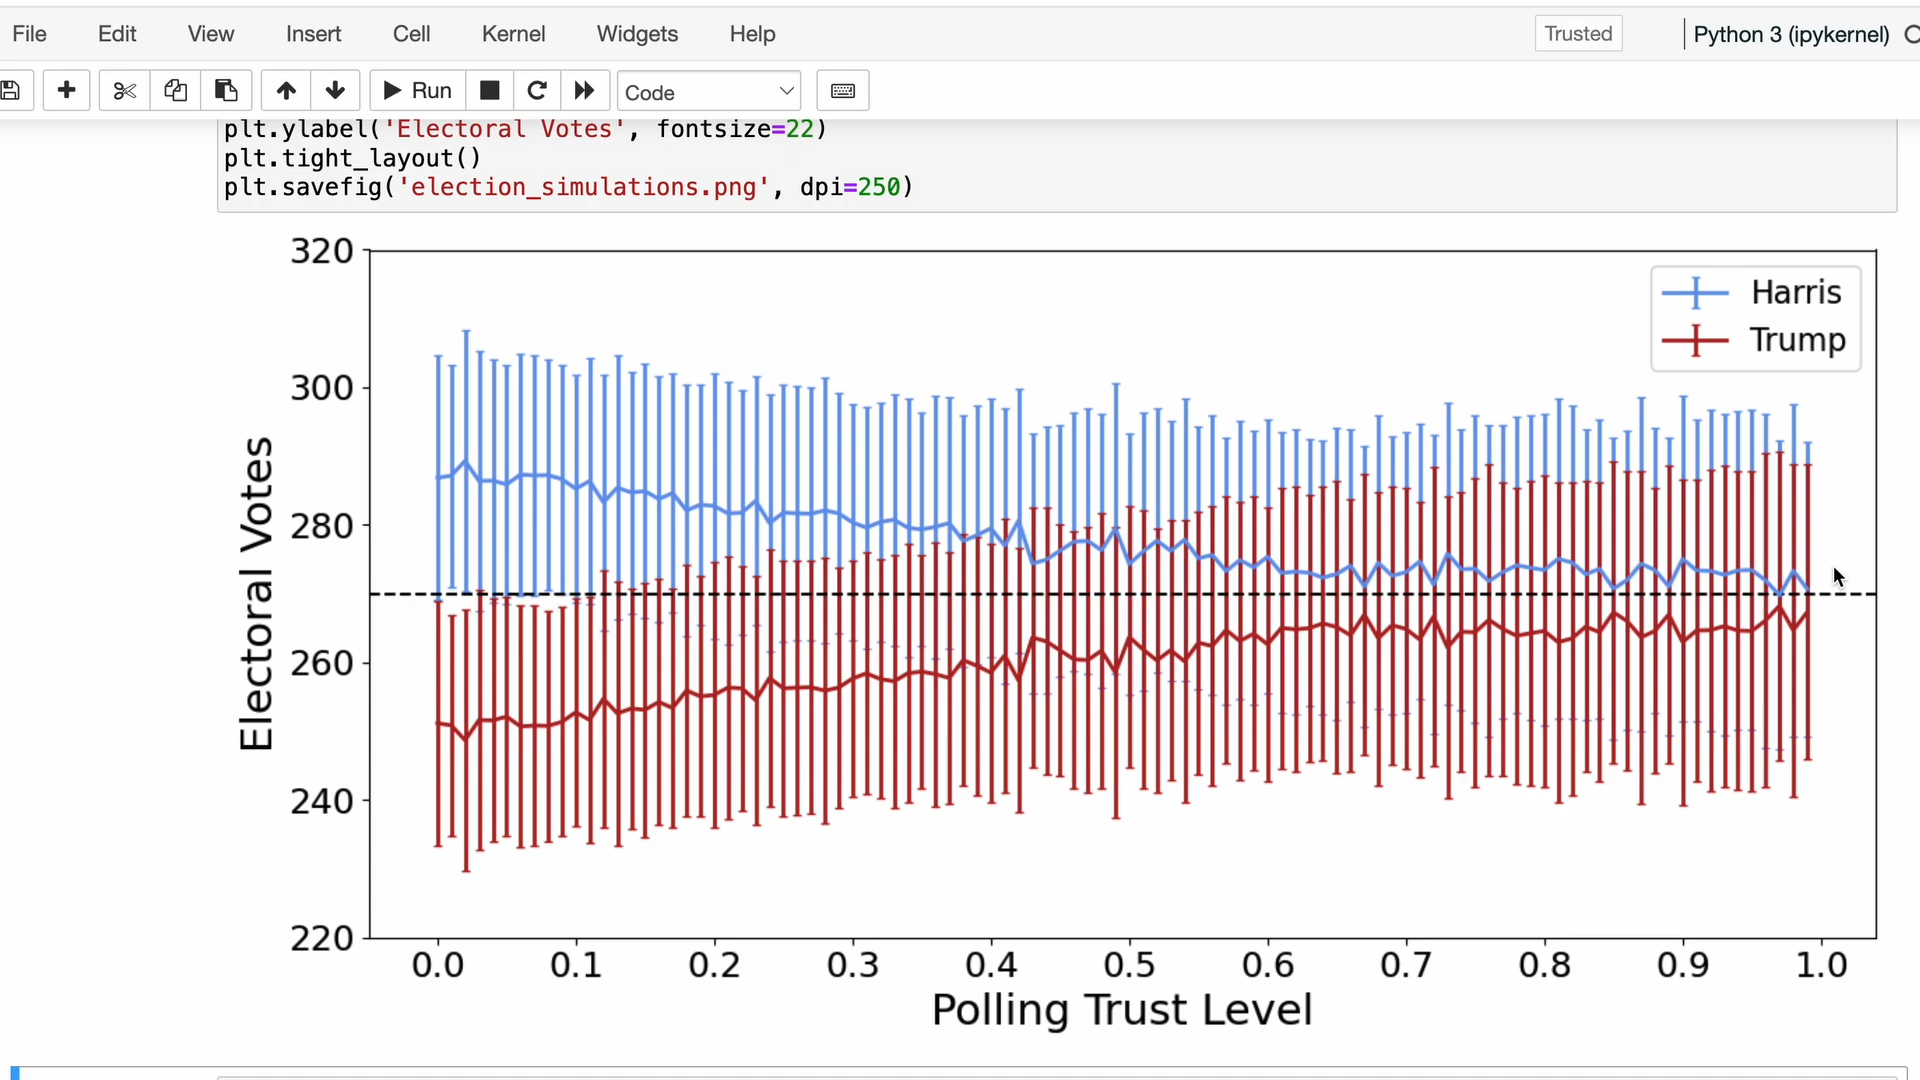 File Edit View Insert Cell Kernel Widgets Help Trusted Python 3 (ipykernel)
Run Code
plt.ylabel('Electoral Votes', fontsize=22)
plt.tight_layout()
plt.savefig('election_simulations.png', dpi=250)
320
300
280
260
240
220
Electoral Votes
Harris
Trump
0.0 0.1 0.2 0.3 0.4 0.5 0.6 0.7 0.8 0.9 1.0
Polling Trust Level